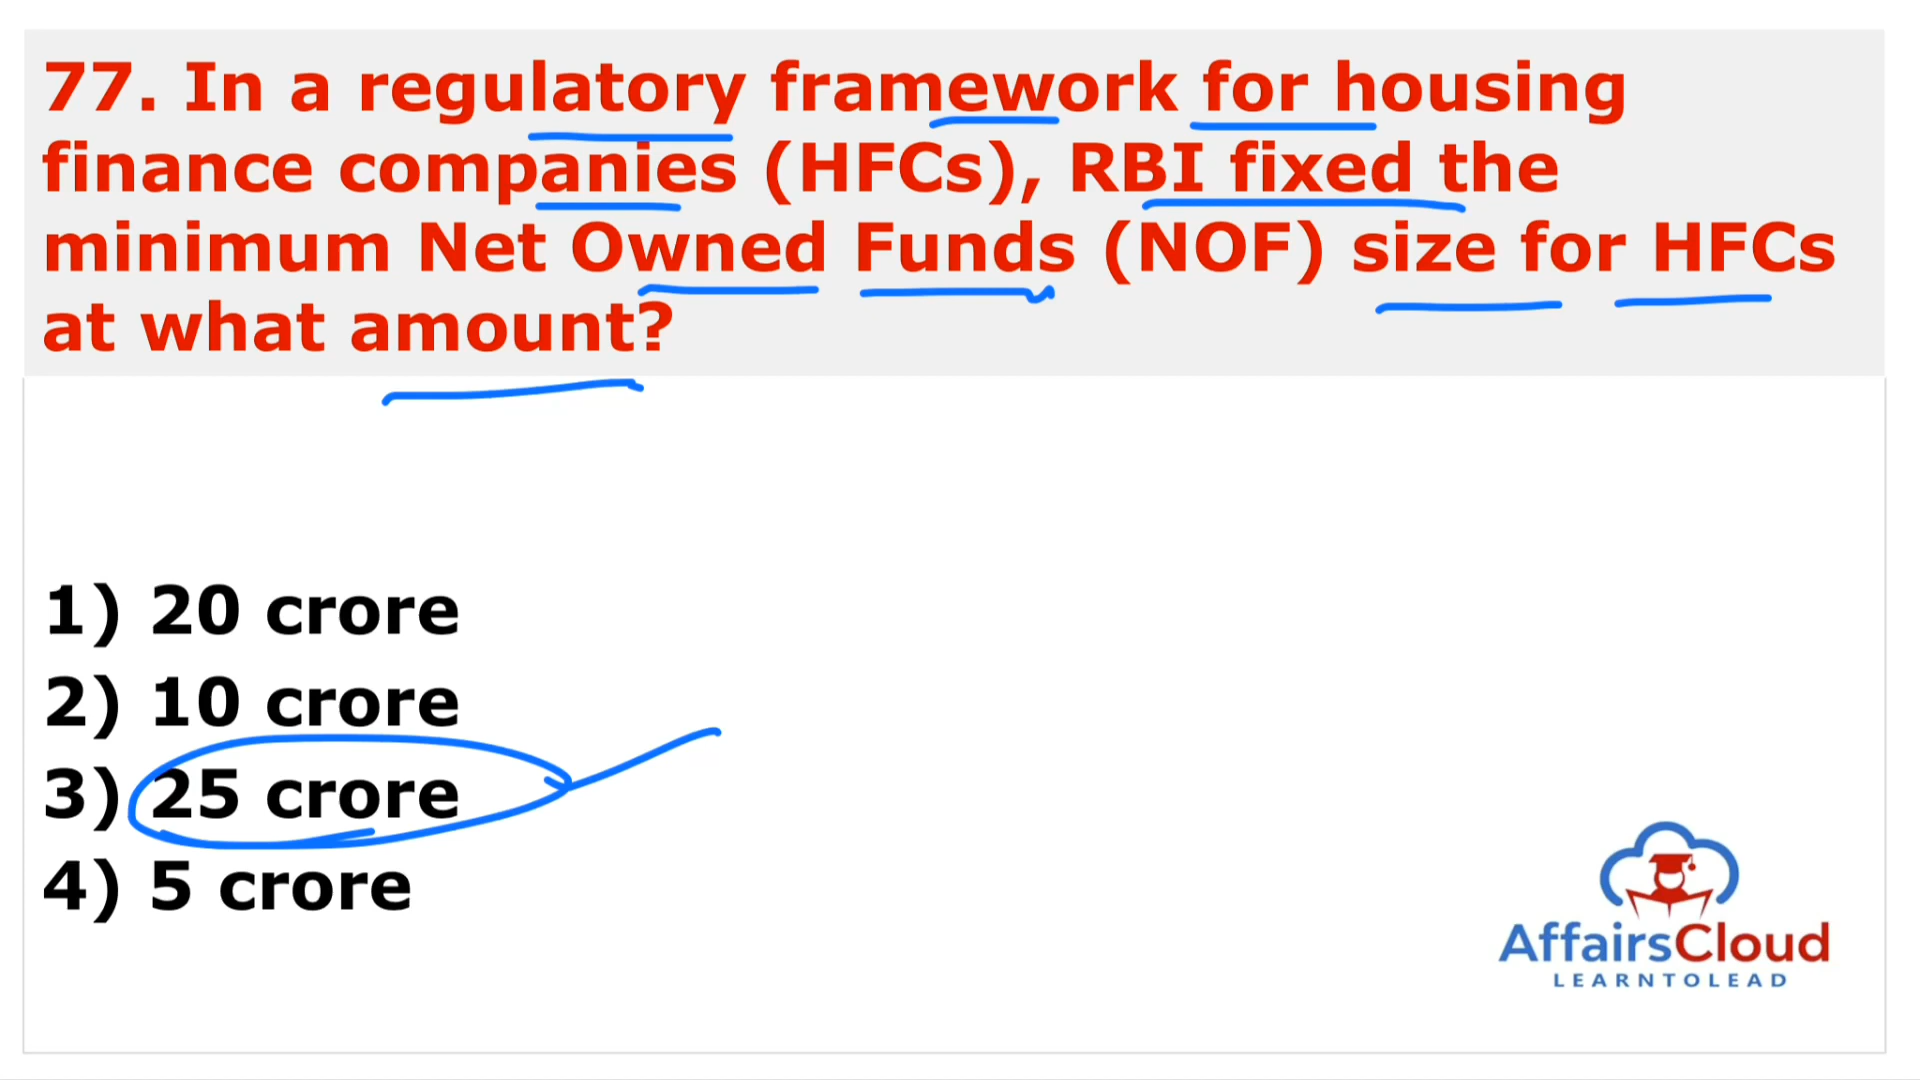 77. In a regulatory framework for housing
finance companies (HFCs), RBI fixed the
minimum Net Owned Funds (NOF) size for HFCs
at what amount?
1) 20 crore
2) 10 crore
3) 25 crore
4) 5 crore
AffairsCloud
LEARNTOLEAD